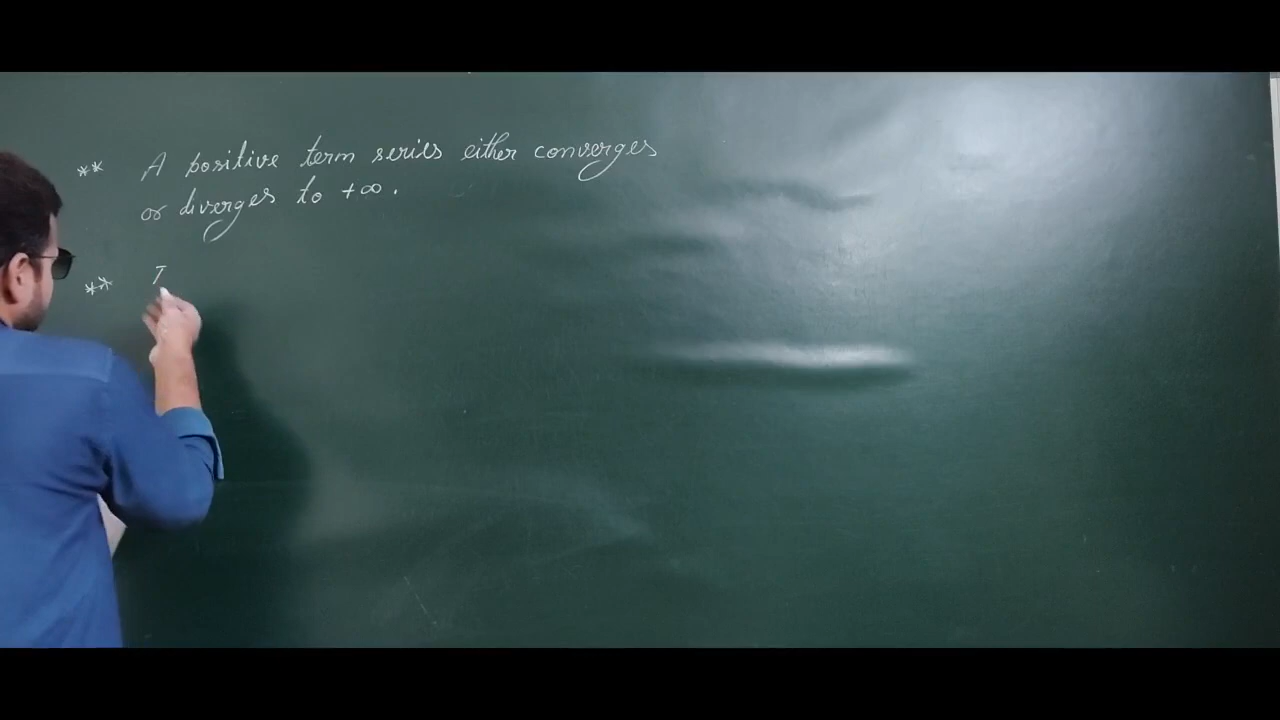 ** A positive term series either converges
or diverges to +∞.
** T